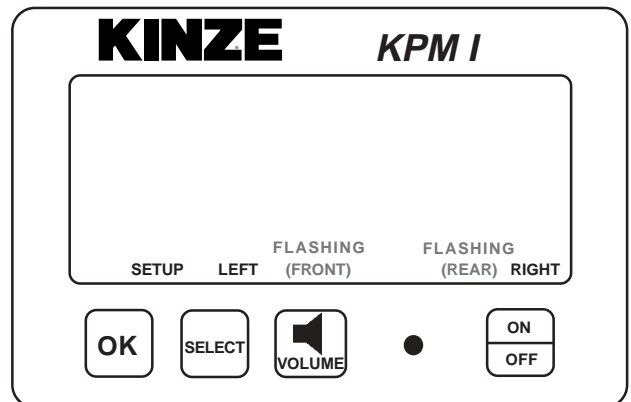 KINZE KPM I
FLASHING FLASHING
SETUP LEFT (FRONT) (REAR) RIGHT
OK SELECT VOLUME ON
OFF